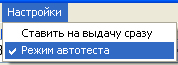 Настройки
Ставить на выдачу сразу
Режим автотеста